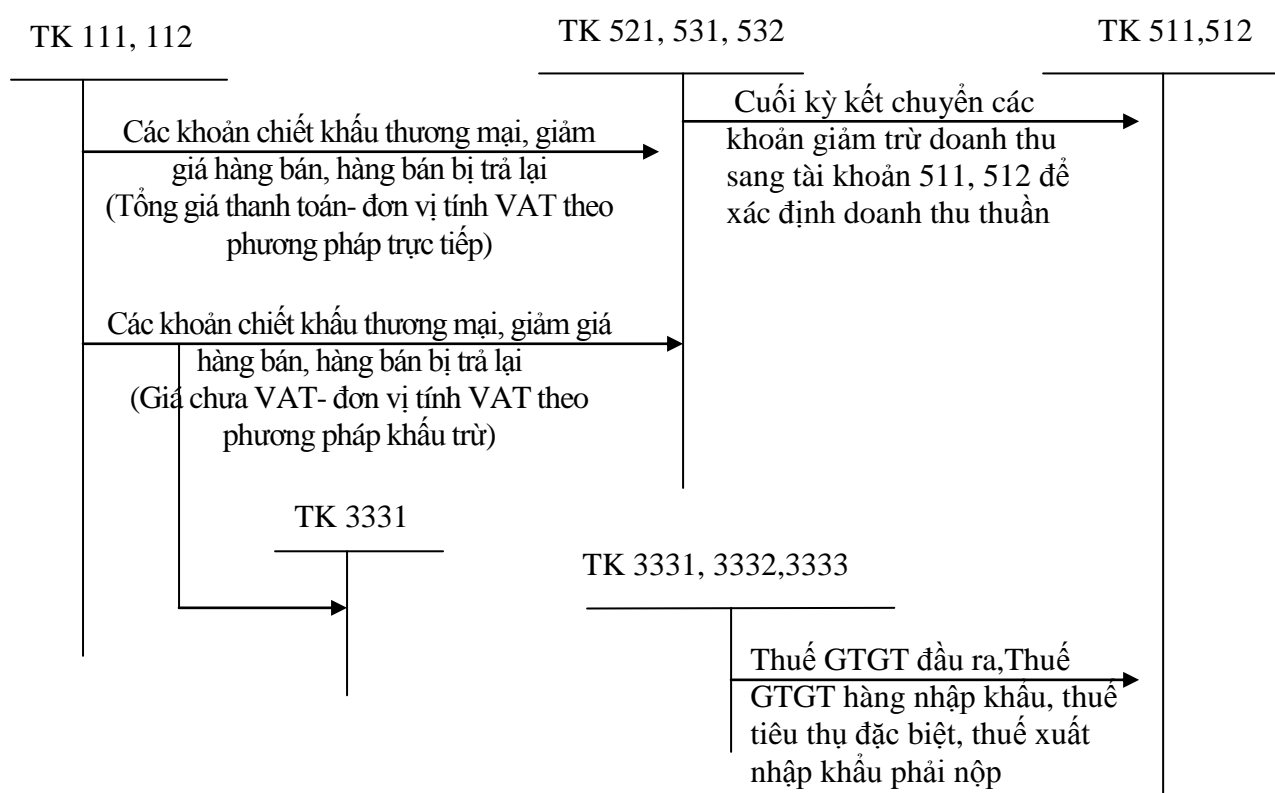 TK 111, 112
TK 521, 531, 532
TK 511,512
Các khoản chiết khấu thương mại, giảm
giá hàng bán, hàng bán bị trả lại
(Tổng giá thanh toán- đơn vị tính VAT theo
phương pháp trực tiếp)
Cuối kỳ kết chuyển các
khoản giảm trừ doanh thu
sang tài khoản 511, 512 để
xác định doanh thu thuần
Các khoản chiết khấu thương mại, giảm giá
hàng bán, hàng bán bị trả lại
(Giá chưa VAT- đơn vị tính VAT theo
phương pháp khấu trừ)
TK 3331
TK 3331, 3332,3333
Thuế GTGT đầu ra,Thuế
GTGT hàng nhập khẩu, thuế
tiêu thụ đặc biệt, thuế xuất
nhập khẩu phải nộp